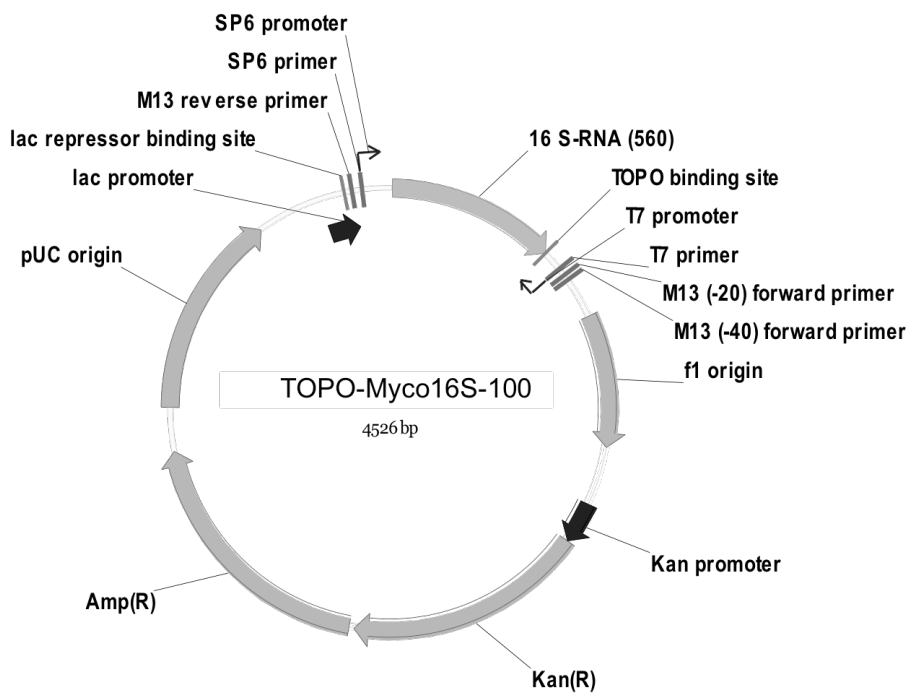 SP6 promoter
SP6 primer
M13 reverse primer
lac repressor binding site
lac promoter
pUC origin
16 S-RNA (560)
TOPO binding site
T7 promoter
T7 primer
M13 (-20) forward primer
M13 (-40) forward primer
f1 origin
TOPO-Myco16S-100
4526 bp
Kan promoter
Amp(R)
Kan(R)